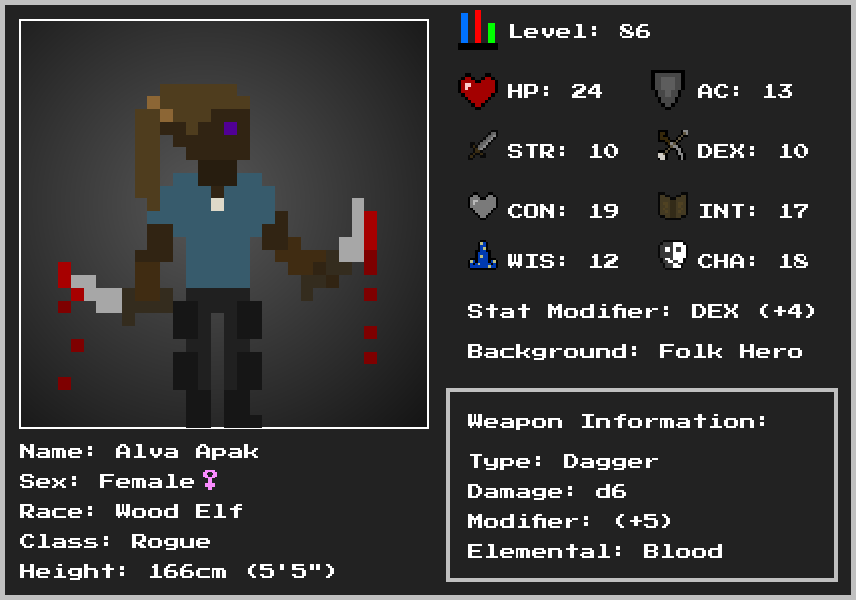 Level: 86
HP: 24 AC: 13
STR: 10 DEX: 10
CON: 19 INT: 17
WIS: 12 CHA: 18
Stat Modifier: DEX (+4)
Background: Folk Hero
Name: Alva Apak
Sex: Female♀
Race: Wood Elf
Class: Rogue
Height: 166cm (5'5")
Weapon Information:
Type: Dagger
Damage: d6
Modifier: (+5)
Elemental: Blood